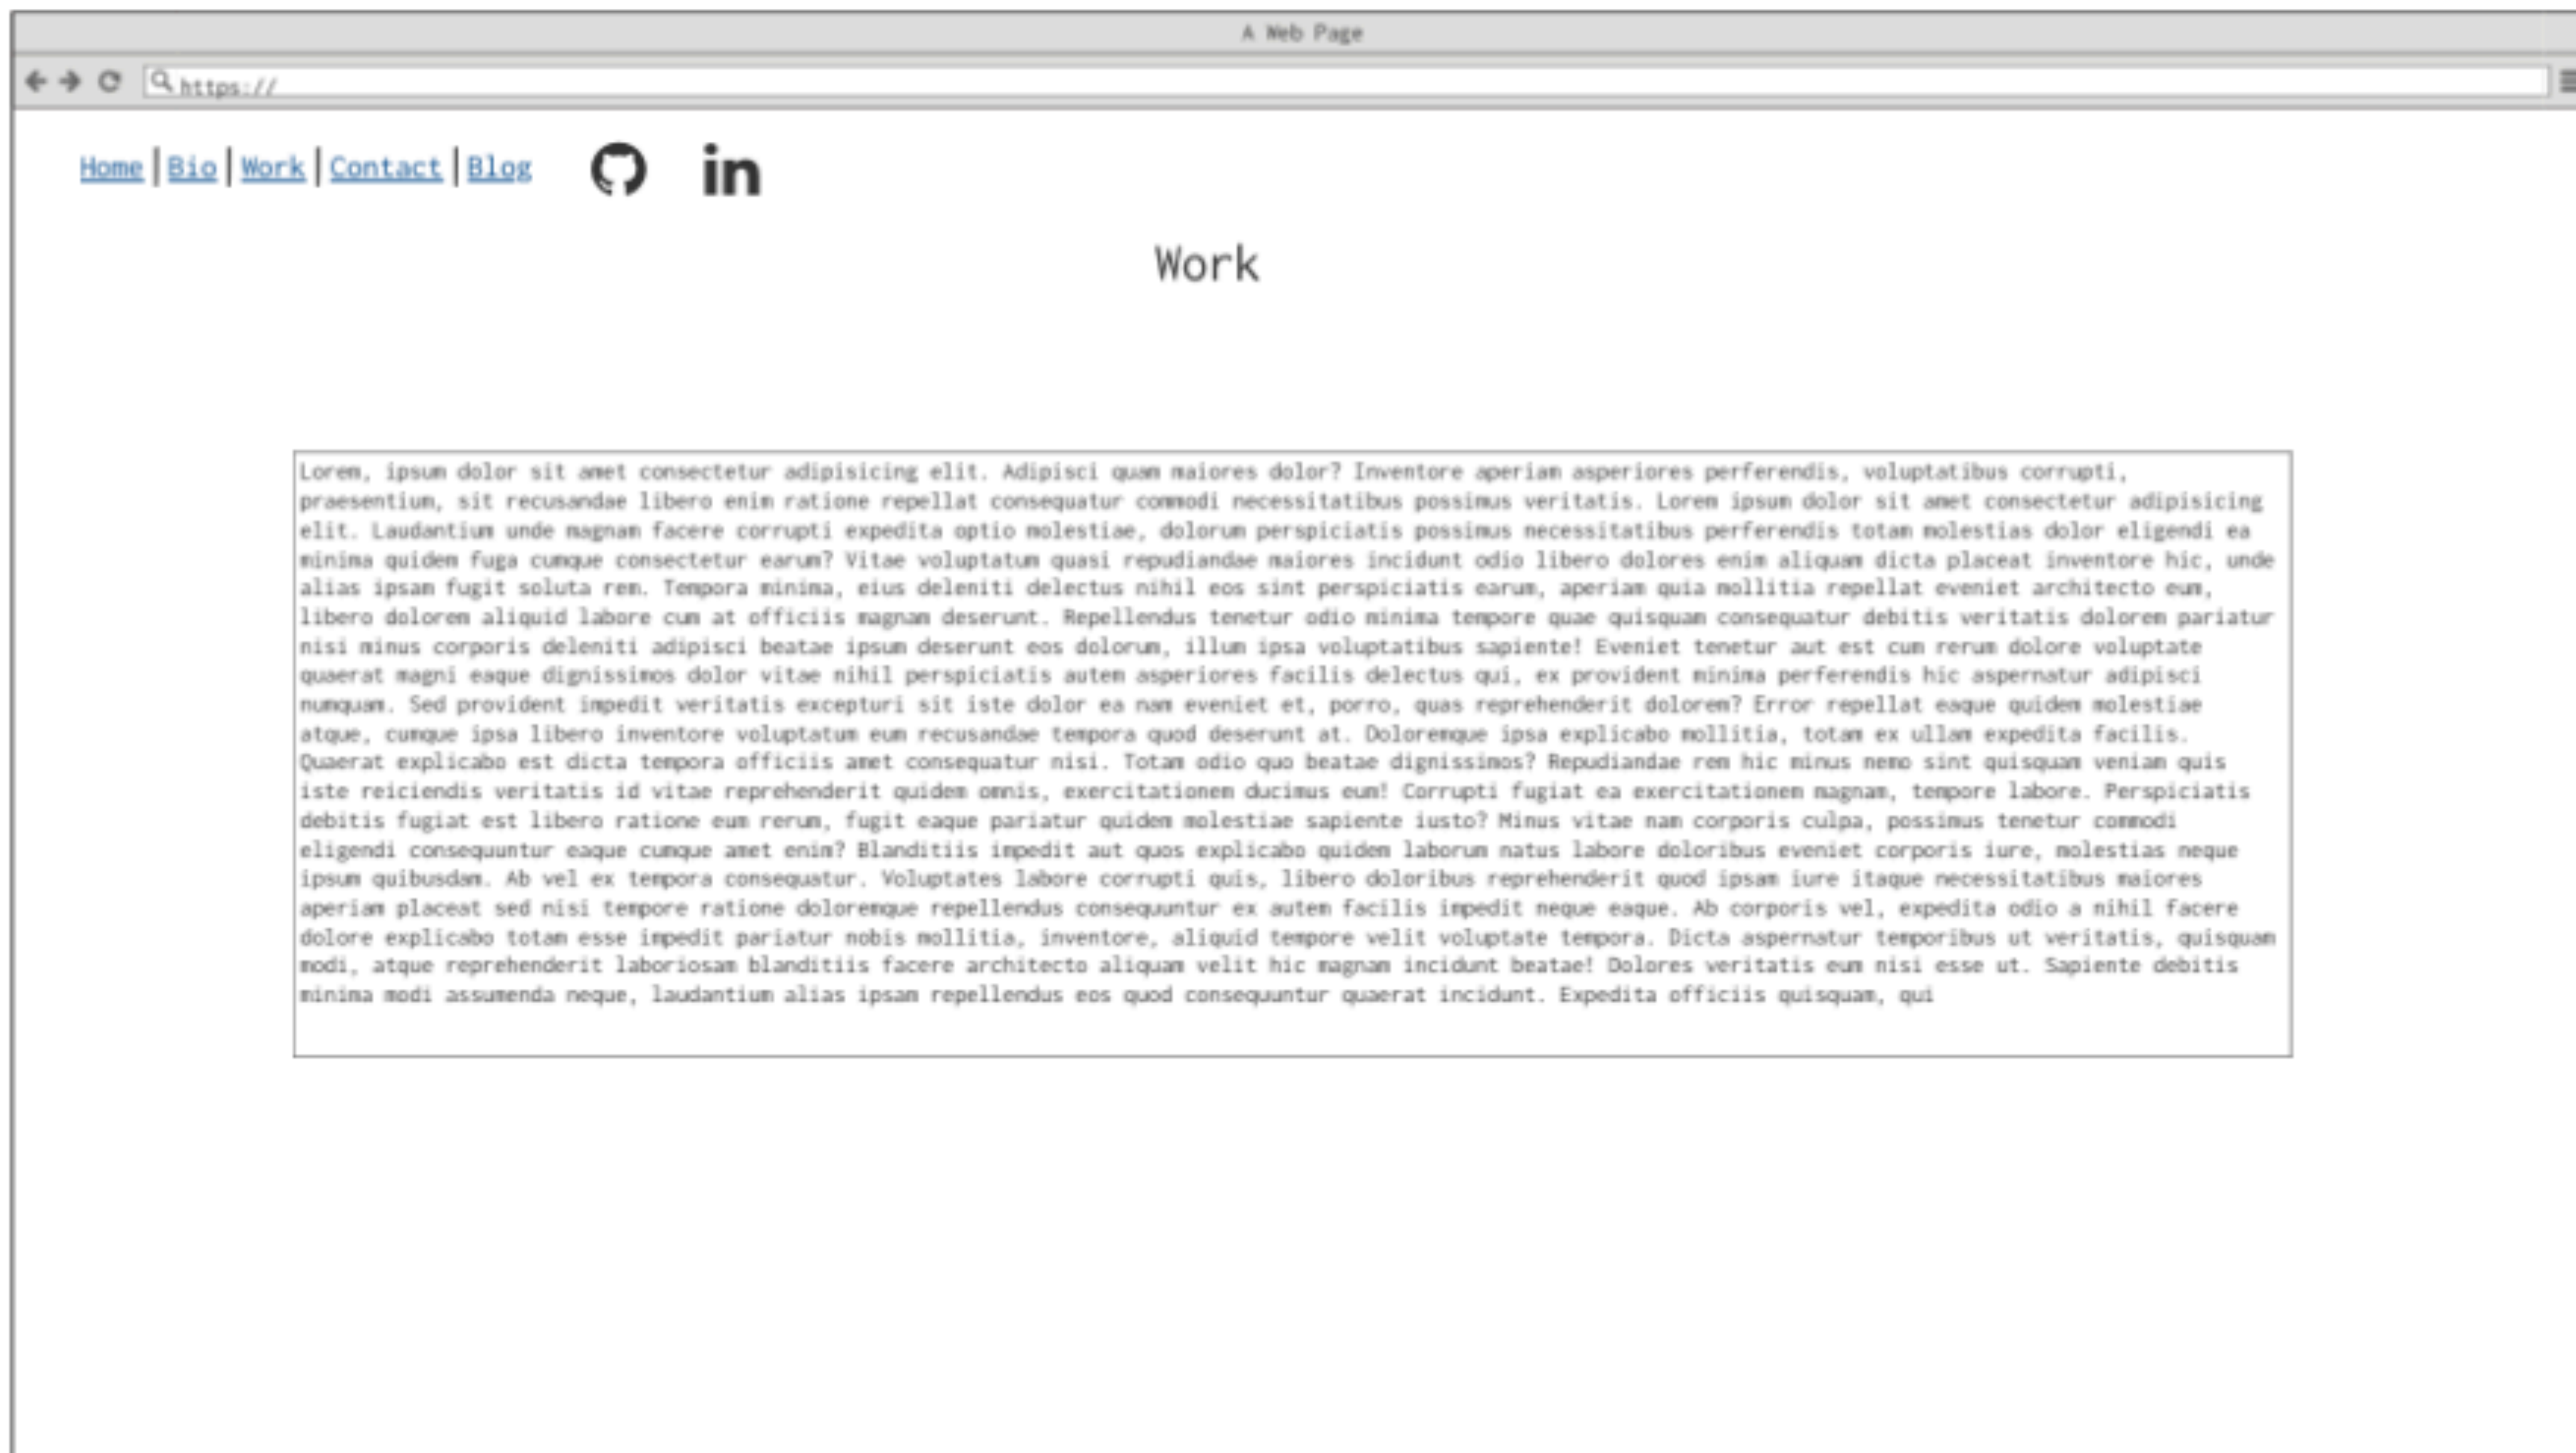 A Web Page
https://
Home | Bio | Work | Contact | Blog in
Work
Lorem, ipsum dolor sit amet consectetur adipisicing elit. Adipisci quam maiores dolor? Inventore aperiam asperiores perferendis, voluptatibus corrupti,
praesentium, sit recusandae libero enim ratione repellat consequatur commodi necessitatibus possimus veritatis. Lorem ipsum dolor sit amet consectetur adipisicing
elit. Laudantium unde magnam facere corrupti expedita optio molestiae, dolorum perspiciatis possimus necessitatibus perferendis totam molestias dolor eligendi ea
minima quidem fuga cumque consectetur earum? Vitae voluptatum quasi repudiandae maiores incidunt odio libero dolores enim aliquam dicta placeat inventore hic, unde
alias ipsam fugit soluta rem. Tempora minima, eius deleniti delectus nihil eos sint perspiciatis earum, aperiam quia mollitia repellat eveniet architecto eum,
libero dolorem aliquid labore cum at officiis magnam deserunt. Repellendus tenetur odio minima tempore quae quisquam consequatur debitis veritatis dolorem pariatur
nisi minus corporis deleniti adipisci beatae ipsum deserunt eos dolorum, illum ipsa voluptatibus sapiente! Eveniet tenetur aut est cum rerum dolore voluptate
quaerat magni eaque dignissimos dolor vitae nihil perspiciatis autem asperiores facilis delectus qui, ex provident minima perferendis hic aspernatur adipisci
numquam. Sed provident impedit veritatis excepturi sit iste dolor ea nam eveniet et, porro, quas reprehenderit dolorem? Error repellat eaque quidem molestiae
atque, cumque ipsa libero inventore voluptatum eum recusandae tempora quod deserunt at. Doloremque ipsa explicabo mollitia, totam ex ullam expedita facilis.
Quaerat explicabo est dicta tempora officiis amet consequatur nisi. Totam odio quo beatae dignissimos? Repudiandae rem hic minus nemo sint quisquam veniam quis
iste reiciendis veritatis id vitae reprehenderit quidem omnis, exercitationem ducimus eum! Corrupti fugiat ea exercitationem magnam, tempore labore. Perspiciatis
debitis fugiat est libero ratione eum rerum, fugit eaque pariatur quidem molestiae sapiente iusto? Minus vitae nam corporis culpa, possimus tenetur commodi
eligendi consequuntur eaque cumque amet enim? Blanditiis impedit aut quos explicabo quidem laborum natus labore doloribus eveniet corporis iure, molestias neque
ipsum quibusdam. Ab vel ex tempora consequatur. Voluptates labore corrupti quis, libero doloribus reprehenderit quod ipsam iure itaque necessitatibus maiores
aperiam placeat sed nisi tempore ratione doloremque repellendus consequuntur ex autem facilis impedit neque eaque. Ab corporis vel, expedita odio a nihil facere
dolore explicabo totam esse impedit pariatur nobis mollitia, inventore, aliquid tempore velit voluptate tempora. Dicta aspernatur temporibus ut veritatis, quisquam
modi, atque reprehenderit laboriosam blanditiis facere architecto aliquam velit hic magnam incidunt beatae! Dolores veritatis eum nisi esse ut. Sapiente debitis
minima modi assumenda neque, laudantium alias ipsam repellendus eos quod consequuntur quaerat incidunt. Expedita officiis quisquam, qui